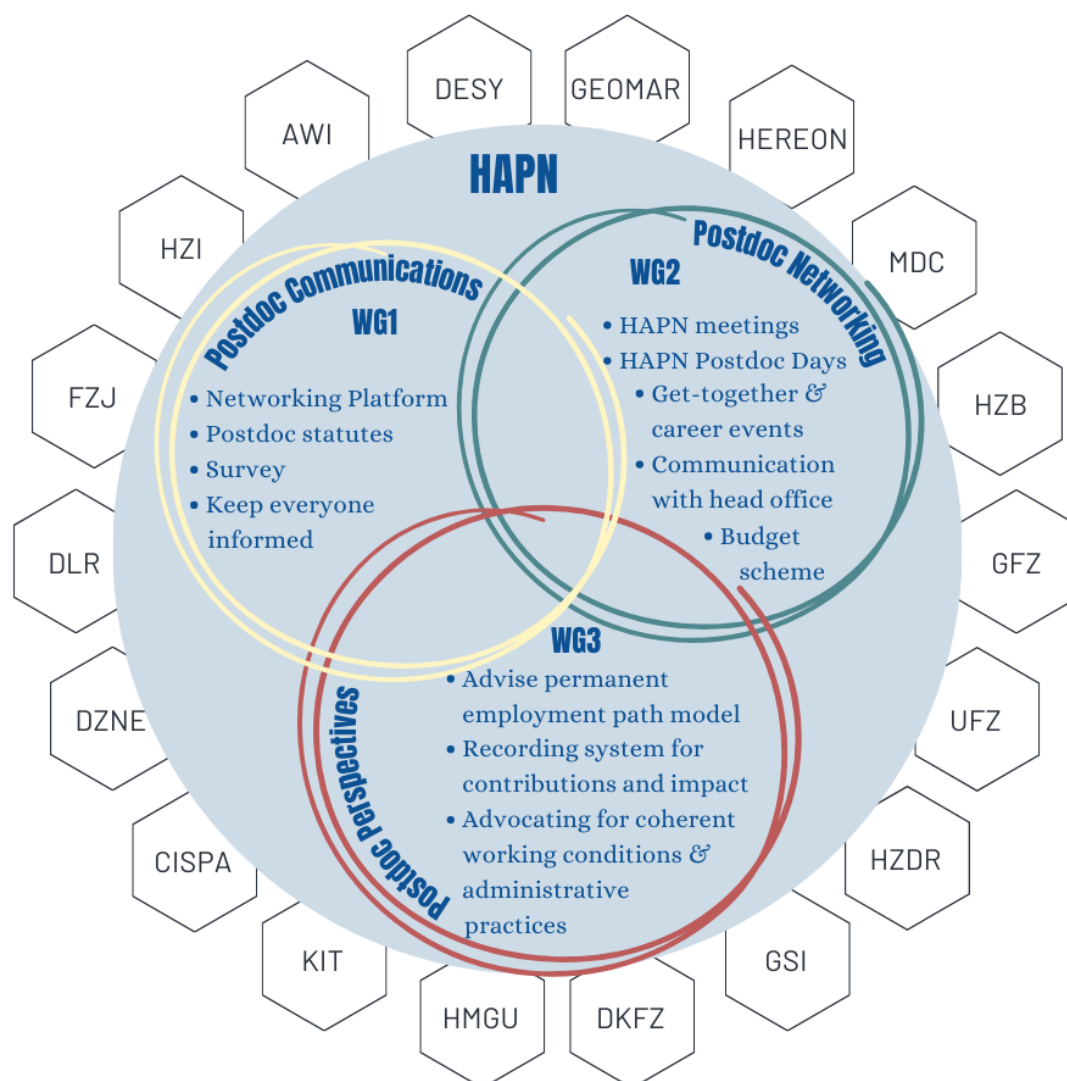 DESY
GEOMAR
AWI
HEREON
HZI
MDC
FZJ
HZB
DLR
GFZ
DZNE
UFZ
CISPA
HZDR
KIT
GSI
HMGU
DKFZ
HAPN
Postdoc Communications
WG1
• Networking Platform
• Postdoc statutes
• Survey
• Keep everyone
informed
Postdoc Networking
WG2
• HAPN meetings
• HAPN Postdoc Days
• Get-together &
career events
• Communication
with head office
• Budget
scheme
Postdoc Perspectives
WG3
• Advise permanent
employment path model
• Recording system for
contributions and impact
• Advocating for coherent
working conditions &
administrative
practices